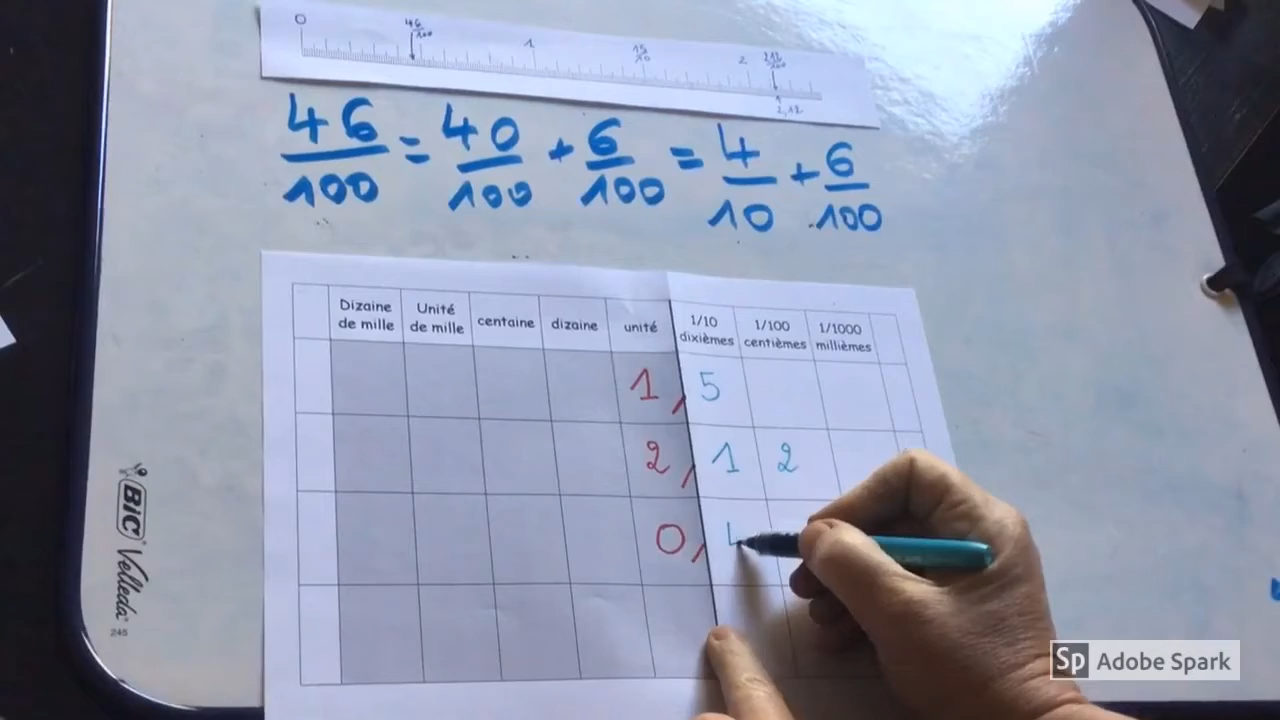 0 46/100 1 15/10 2 212/100
2,12
46/100 = 40/100 + 6/100 = 4/10 + 6/100
Dizaine de mille Unité de mille centaine dizaine unité 1/10 dixièmes 1/100 centièmes 1/1000 millièmes
1, 5
2, 1 2
0, 4
BIC Velleda
248
Sp Adobe Spark